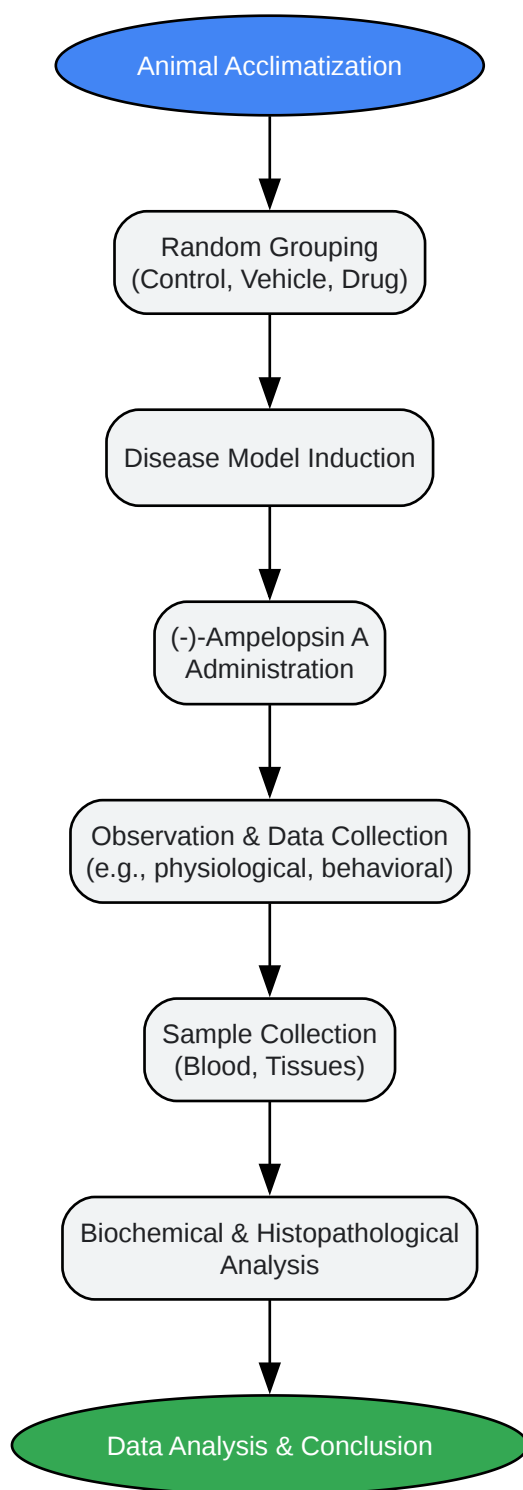 Animal Acclimatization
Random Grouping
(Control, Vehicle, Drug)
Disease Model Induction
(-)-Ampelopsin A
Administration
Observation & Data Collection
(e.g., physiological, behavioral)
Sample Collection
(Blood, Tissues)
Biochemical & Histopathological
Analysis
Data Analysis & Conclusion